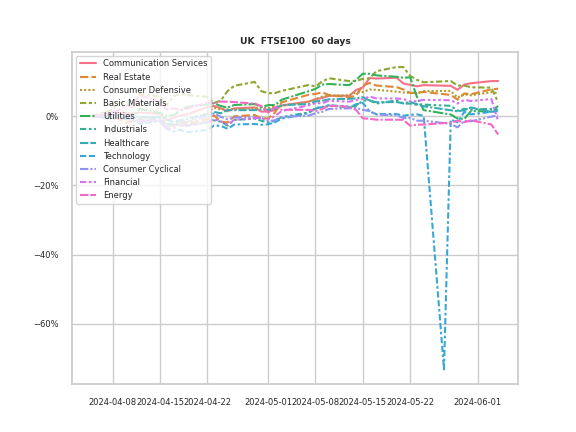 UK FTSE100 60 days
Communication Services
Real Estate
Consumer Defensive
Basic Materials
Utilities
Industrials
Healthcare
Technology
Consumer Cyclical
Financial
Energy
0%
−20%
−40%
−60%
2024-04-08 2024-04-15 2024-04-22 2024-05-01 2024-05-08 2024-05-15 2024-05-22 2024-06-01